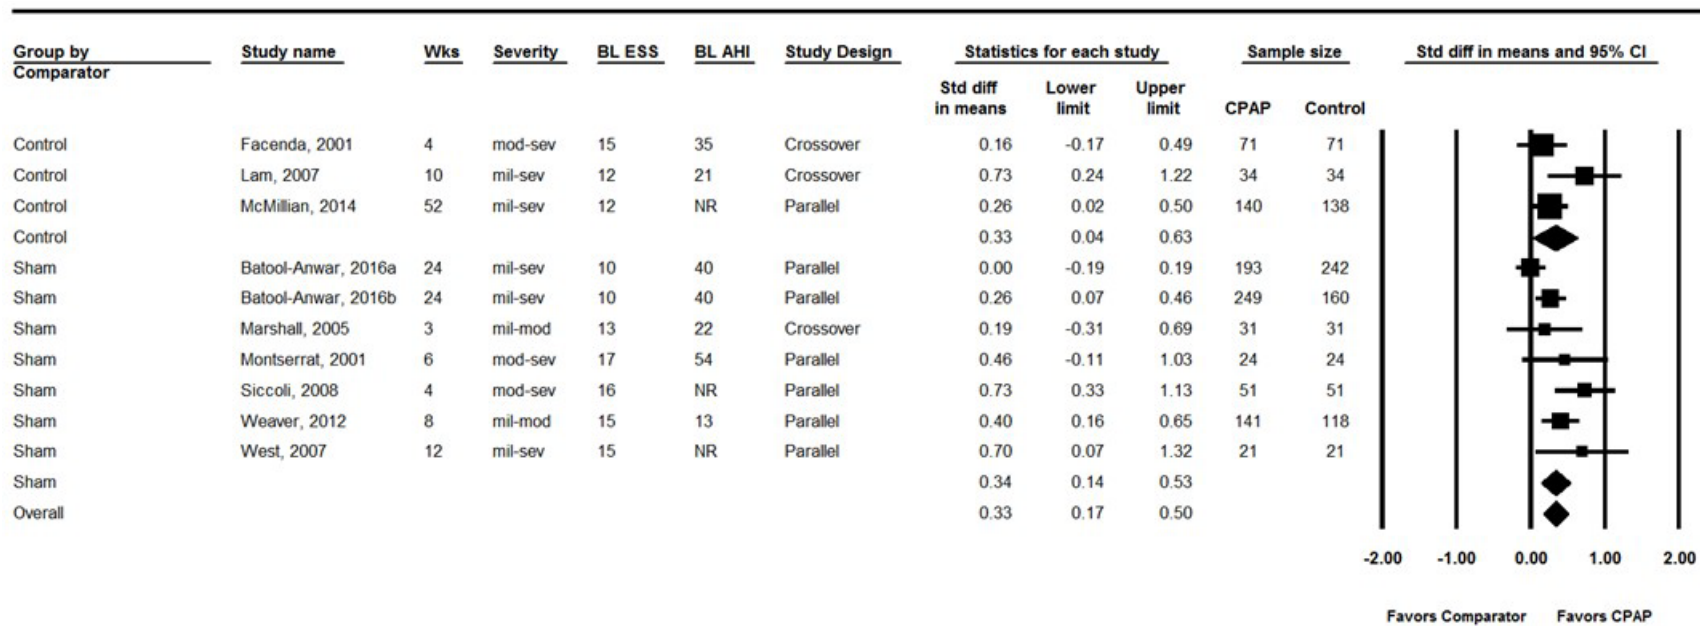 Group by Study name Wks Severity BL ESS BL AHI Study Design Statistics for each study Sample size Std diff in means and 95% CI
Comparator
Std diff Lower Upper
in means limit limit CPAP Control
Control Facenda, 2001 4 mod-sev 15 35 Crossover 0.16 -0.17 0.49 71 71
Control Lam, 2007 10 mil-sev 12 21 Crossover 0.73 0.24 1.22 34 34
Control McMillian, 2014 52 mil-sev 12 NR Parallel 0.26 0.02 0.50 140 138
Control 0.33 0.04 0.63
Sham Batool-Anwar, 2016a 24 mil-sev 10 40 Parallel 0.00 -0.19 0.19 193 242
Sham Batool-Anwar, 2016b 24 mil-sev 10 40 Parallel 0.26 0.07 0.46 249 160
Sham Marshall, 2005 3 mil-mod 13 22 Crossover 0.19 -0.31 0.69 31 31
Sham Montserrat, 2001 6 mod-sev 17 54 Parallel 0.46 -0.11 1.03 24 24
Sham Siccoli, 2008 4 mod-sev 16 NR Parallel 0.73 0.33 1.13 51 51
Sham Weaver, 2012 8 mil-mod 15 13 Parallel 0.40 0.16 0.65 141 118
Sham West, 2007 12 mil-sev 15 NR Parallel 0.70 0.07 1.32 21 21
Sham 0.34 0.14 0.53
Overall 0.33 0.17 0.50
-2.00 -1.00 0.00 1.00 2.00
Favors Comparator Favors CPAP